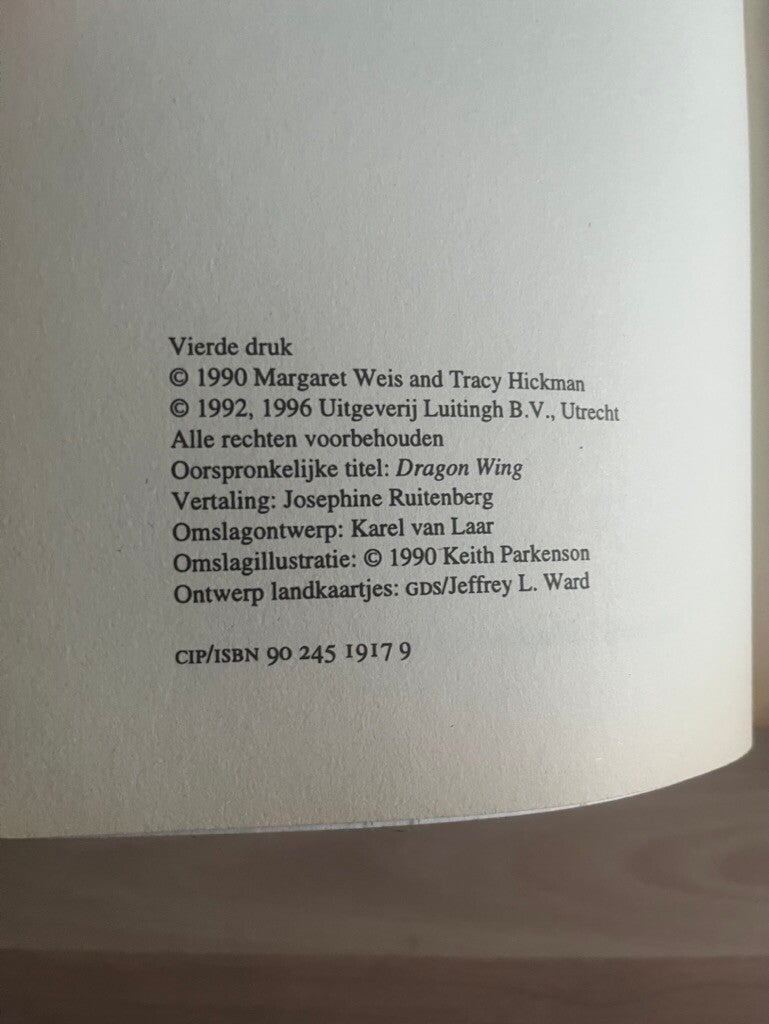 Vierde druk
© 1990 Margaret Weis and Tracy Hickman
© 1992, 1996 Uitgeverij Luitingh B.V., Utrecht
Alle rechten voorbehouden
Oorspronkelijke titel: Dragon Wing
Vertaling: Josephine Ruitenberg
Omslagontwerp: Karel van Laar
Omslagillustratie: © 1990 Keith Parkenson
Ontwerp landkaartjes: GDS/Jeffrey L. Ward
CIP/ISBN 90 245 1917 9